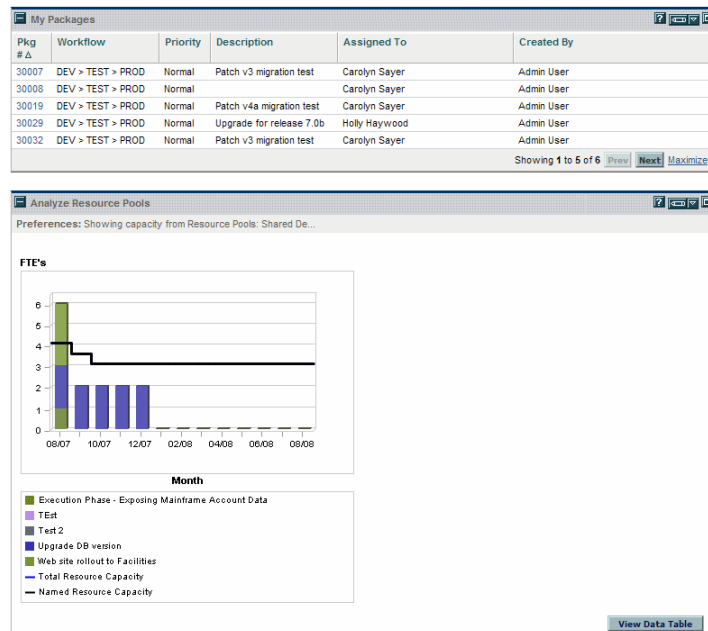 My Packages
Pkg Workflow Priority Description Assigned To Created By
# Δ
30007 DEV > TEST > PROD Normal Patch v3 migration test Carolyn Sayer Admin User
30008 DEV > TEST > PROD Normal Carolyn Sayer Admin User
30019 DEV > TEST > PROD Normal Patch v4a migration test Carolyn Sayer Admin User
30029 DEV > TEST > PROD Normal Upgrade for release 7.0b Holly Haywood Admin User
30032 DEV > TEST > PROD Normal Patch v3 migration test Carolyn Sayer Admin User
Showing 1 to 5 of 6 Prev Next Maximize
Analyze Resource Pools
Preferences: Showing capacity from Resource Pools: Shared De...
FTE's
6
5
4
3
2
1
0
08/07 10/07 12/07 02/08 04/08 06/08 08/08
Month
Execution Phase - Exposing Mainframe Account Data
TEst
Test 2
Upgrade DB version
Web site rollout to Facilities
Total Resource Capacity
Named Resource Capacity
View Data Table